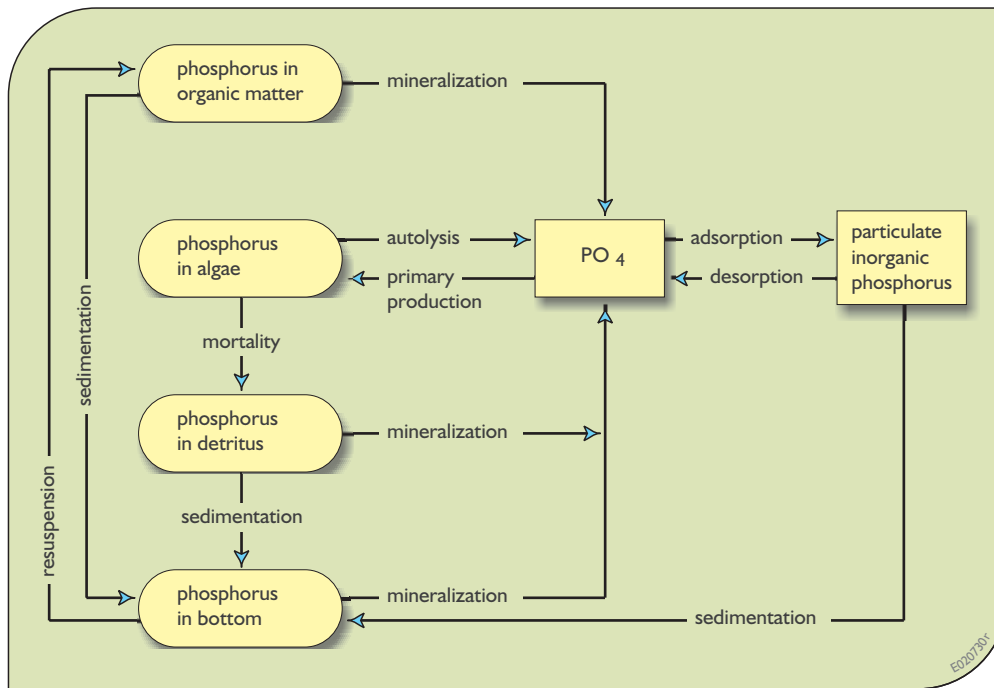 phosphorus in
organic matter
mineralization
phosphorus
in algae
autolysis
primary
production
PO 4
adsorption
desorption
particulate
inorganic
phosphorus
mortality
sedimentation
resuspension
phosphorus
in detritus
mineralization
sedimentation
phosphorus
in bottom
mineralization
sedimentation
E020730r